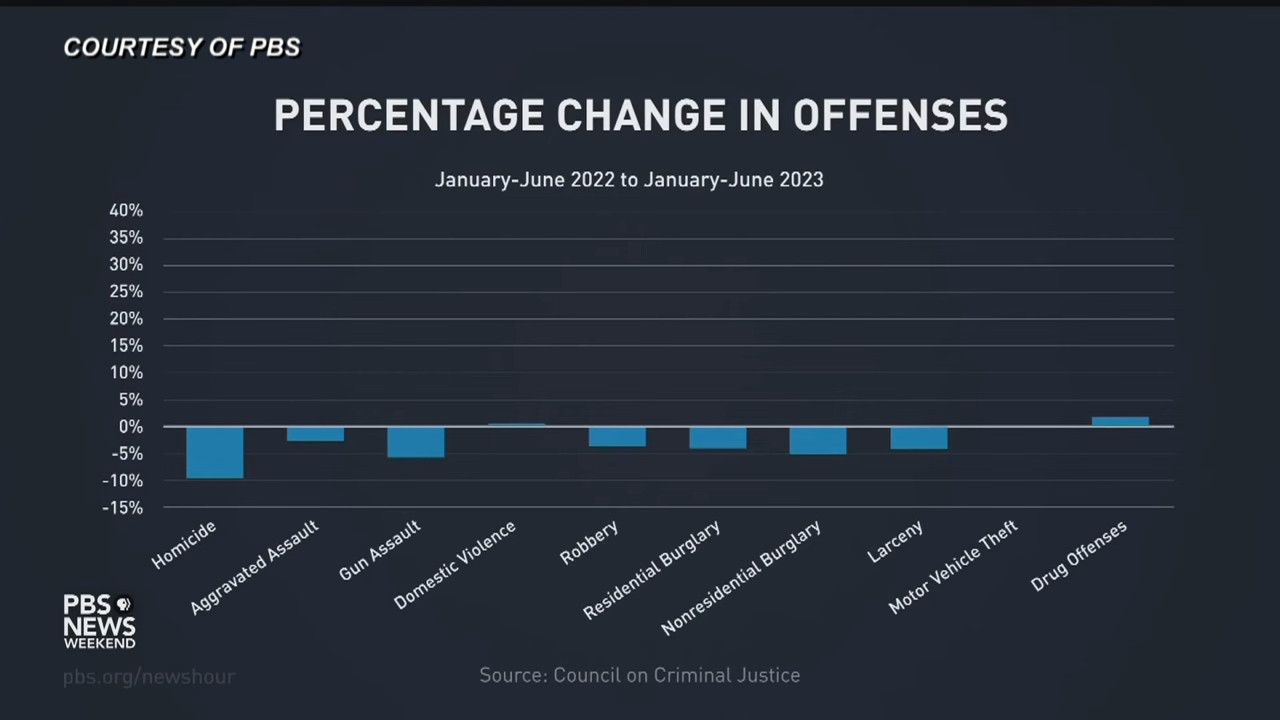 COURTESY OF PBS
PERCENTAGE CHANGE IN OFFENSES
January-June 2022 to January-June 2023
40%
35%
30%
25%
20%
15%
10%
5%
0%
-5%
-10%
-15%
Homicide
Aggravated Assault
Gun Assault
Domestic Violence
Robbery
Residential Burglary
Nonresidential Burglary
Larceny
Motor Vehicle Theft
Drug Offenses
PBS
NEWS
WEEKEND
pbs.org/newshour
Source: Council on Criminal Justice